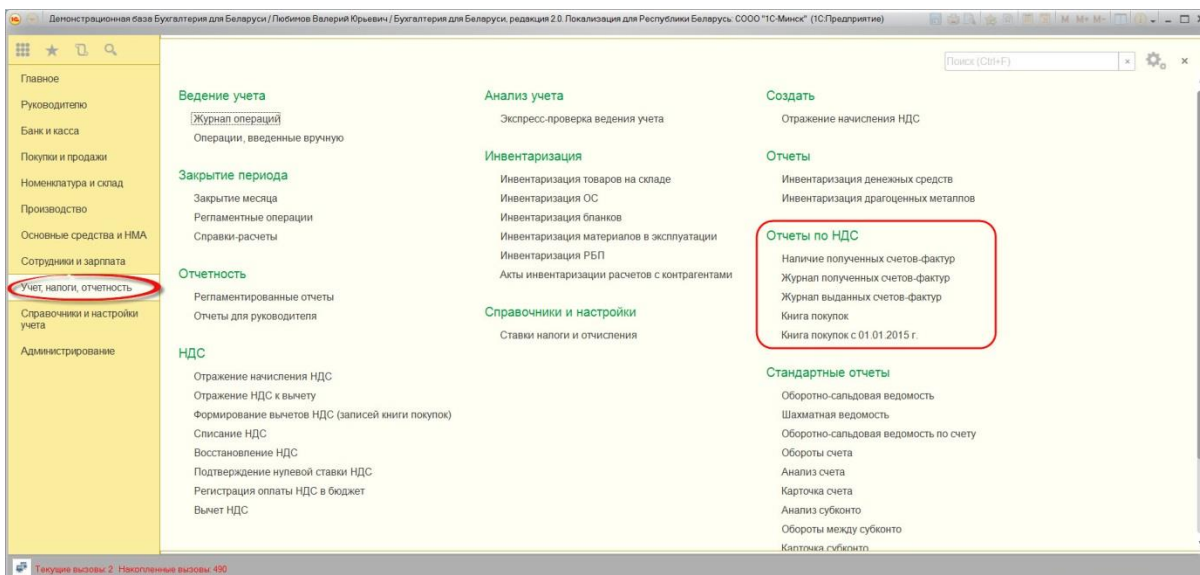 Демонстрационная база Бухгалтерия для Беларуси / Любимов Валерий Юрьевич / Бухгалтерия для Беларуси, редакция 2.0. Локализация для Республики Беларусь: СООО "1С-Минск" (1С:Предприятие)
M M+ M-
Поиск (Ctrl+F)
Главное
Руководителю
Банк и касса
Покупки и продажи
Номенклатура и склад
Производство
Основные средства и НМА
Сотрудники и зарплата
Учет, налоги, отчетность
Справочники и настройки
учета
Администрирование
Ведение учета
Журнал операций
Операции, введенные вручную
Закрытие периода
Закрытие месяца
Регламентные операции
Справки-расчеты
Отчетность
Регламентированные отчеты
Отчеты для руководителя
НДС
Отражение начисления НДС
Отражение НДС к вычету
Формирование вычетов НДС (записей книги покупок)
Списание НДС
Восстановление НДС
Подтверждение нулевой ставки НДС
Регистрация оплаты НДС в бюджет
Вычет НДС
Анализ учета
Экспресс-проверка ведения учета
Инвентаризация
Инвентаризация товаров на складе
Инвентаризация ОС
Инвентаризация бланков
Инвентаризация материалов в эксплуатации
Инвентаризация РБП
Акты инвентаризации расчетов с контрагентами
Справочники и настройки
Ставки налоги и отчисления
Создать
Отражение начисления НДС
Отчеты
Инвентаризация денежных средств
Инвентаризация драгоценных металлов
Отчеты по НДС
Наличие полученных счетов-фактур
Журнал полученных счетов-фактур
Журнал выданных счетов-фактур
Книга покупок
Книга покупок с 01.01.2015 г.
Стандартные отчеты
Оборотно-сальдовая ведомость
Шахматная ведомость
Оборотно-сальдовая ведомость по счету
Обороты счета
Анализ счета
Карточка счета
Анализ субконто
Обороты между субконто
Карточка субконто
Текущие вызовы: 2 Накопленные вызовы: 490